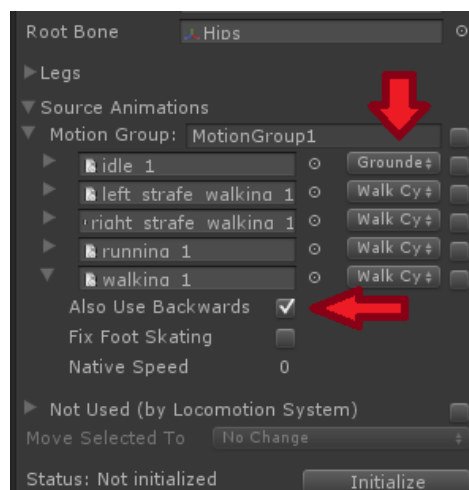 Root Bone Hips
Legs
Source Animations
Motion Group: MotionGroup1
idle_1 Grounde
left_strafe_walking_1 Walk Cy
right_strafe_walking_1 Walk Cy
running_1 Walk Cy
walking_1 Walk Cy
Also Use Backwards
Fix Foot Skating
Native Speed 0
Not Used (by Locomotion System)
Move Selected To No Change
Status: Not initialized Initialize